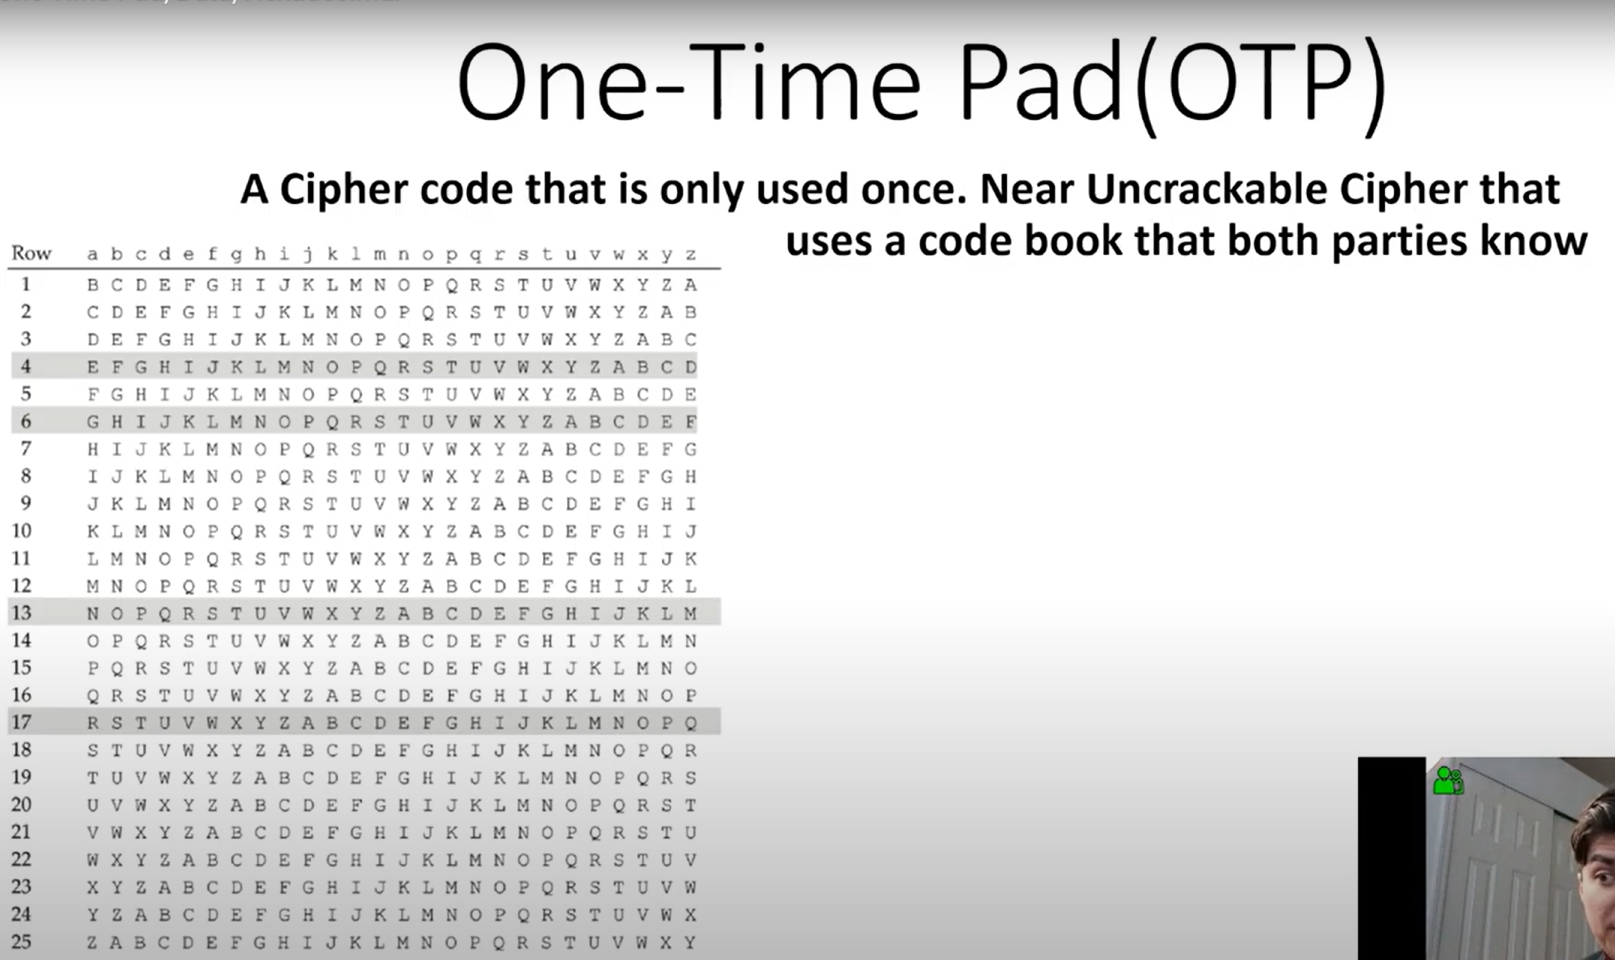 One-Time Pad(OTP)
A Cipher code that is only used once. Near Uncrackable Cipher that
uses a code book that both parties know
Row a b c d e f g h i j k l m n o p q r s t u v w x y z
1 B C D E F G H I J K L M N O P Q R S T U V W X Y Z A
2 C D E F G H I J K L M N O P Q R S T U V W X Y Z A B
3 D E F G H I J K L M N O P Q R S T U V W X Y Z A B C
4 E F G H I J K L M N O P Q R S T U V W X Y Z A B C D
5 F G H I J K L M N O P Q R S T U V W X Y Z A B C D E
6 G H I J K L M N O P Q R S T U V W X Y Z A B C D E F
7 H I J K L M N O P Q R S T U V W X Y Z A B C D E F G
8 I J K L M N O P Q R S T U V W X Y Z A B C D E F G H
9 J K L M N O P Q R S T U V W X Y Z A B C D E F G H I
10 K L M N O P Q R S T U V W X Y Z A B C D E F G H I J
11 L M N O P Q R S T U V W X Y Z A B C D E F G H I J K
12 M N O P Q R S T U V W X Y Z A B C D E F G H I J K L
13 N O P Q R S T U V W X Y Z A B C D E F G H I J K L M
14 O P Q R S T U V W X Y Z A B C D E F G H I J K L M N
15 P Q R S T U V W X Y Z A B C D E F G H I J K L M N O
16 Q R S T U V W X Y Z A B C D E F G H I J K L M N O P
17 R S T U V W X Y Z A B C D E F G H I J K L M N O P Q
18 S T U V W X Y Z A B C D E F G H I J K L M N O P Q R
19 T U V W X Y Z A B C D E F G H I J K L M N O P Q R S
20 U V W X Y Z A B C D E F G H I J K L M N O P Q R S T
21 V W X Y Z A B C D E F G H I J K L M N O P Q R S T U
22 W X Y Z A B C D E F G H I J K L M N O P Q R S T U V
23 X Y Z A B C D E F G H I J K L M N O P Q R S T U V W
24 Y Z A B C D E F G H I J K L M N O P Q R S T U V W X
25 Z A B C D E F G H I J K L M N O P Q R S T U V W X Y